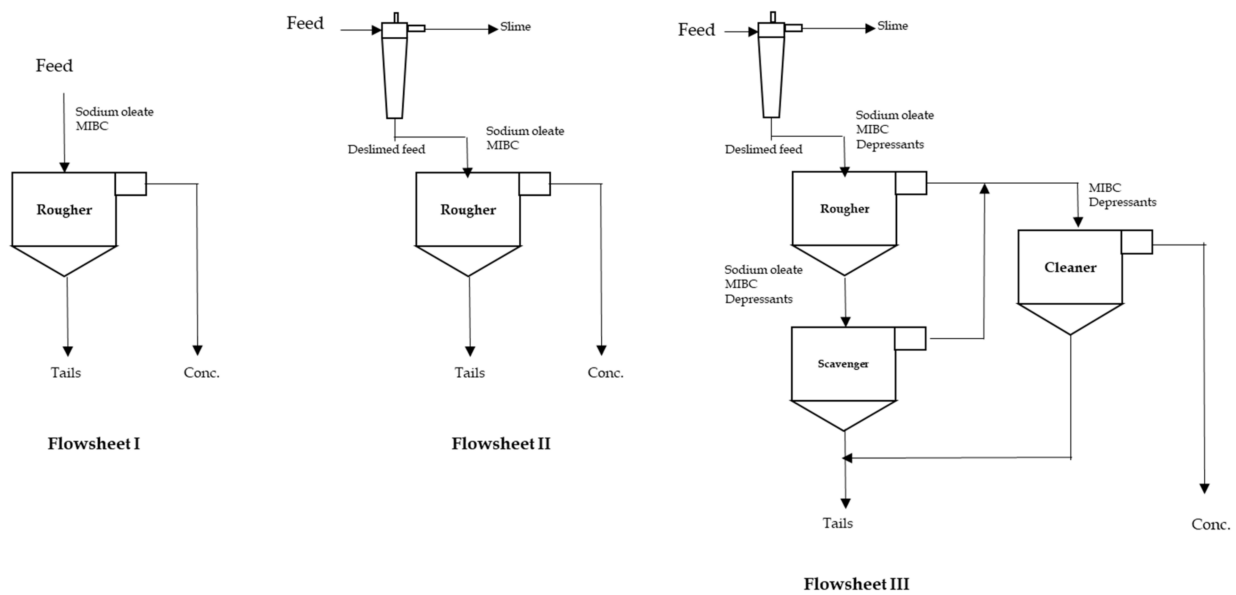 Feed
Sodium oleate
MIBC
Rougher
Tails
Conc.
Flowsheet I
Feed
Slime
Deslimed feed
Sodium oleate
MIBC
Rougher
Tails
Conc.
Flowsheet II
Feed
Slime
Deslimed feed
Sodium oleate
MIBC
Depressants
Rougher
MIBC
Depressants
Cleaner
Sodium oleate
MIBC
Depressants
Scavenger
Tails
Conc.
Flowsheet III